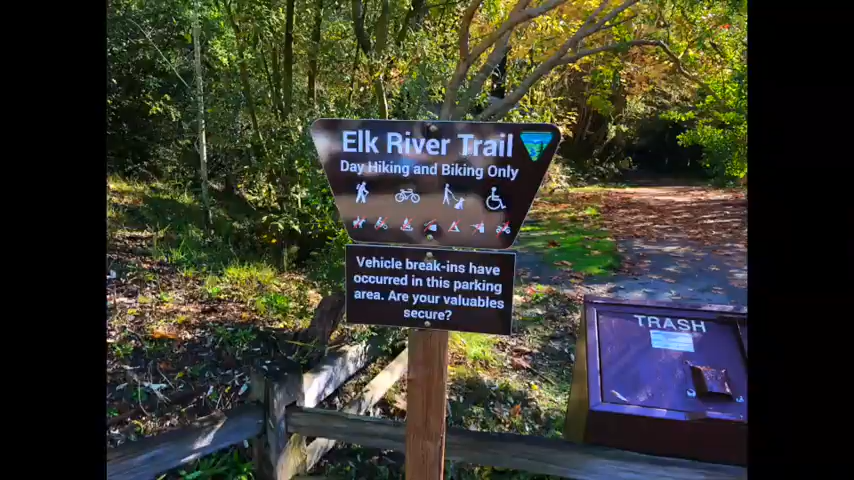 Elk River Trail
Day Hiking and Biking Only
Vehicle break-ins have
occurred in this parking
area. Are your valuables
secure?
TRASH